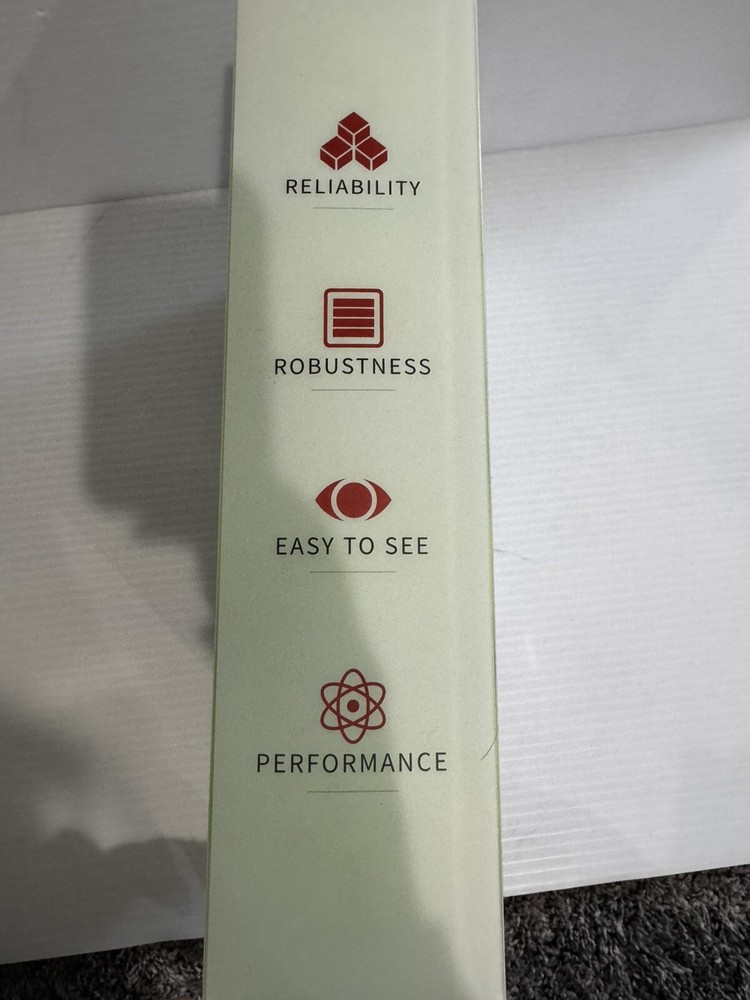 RELIABILITY
ROBUSTNESS
EASY TO SEE
PERFORMANCE